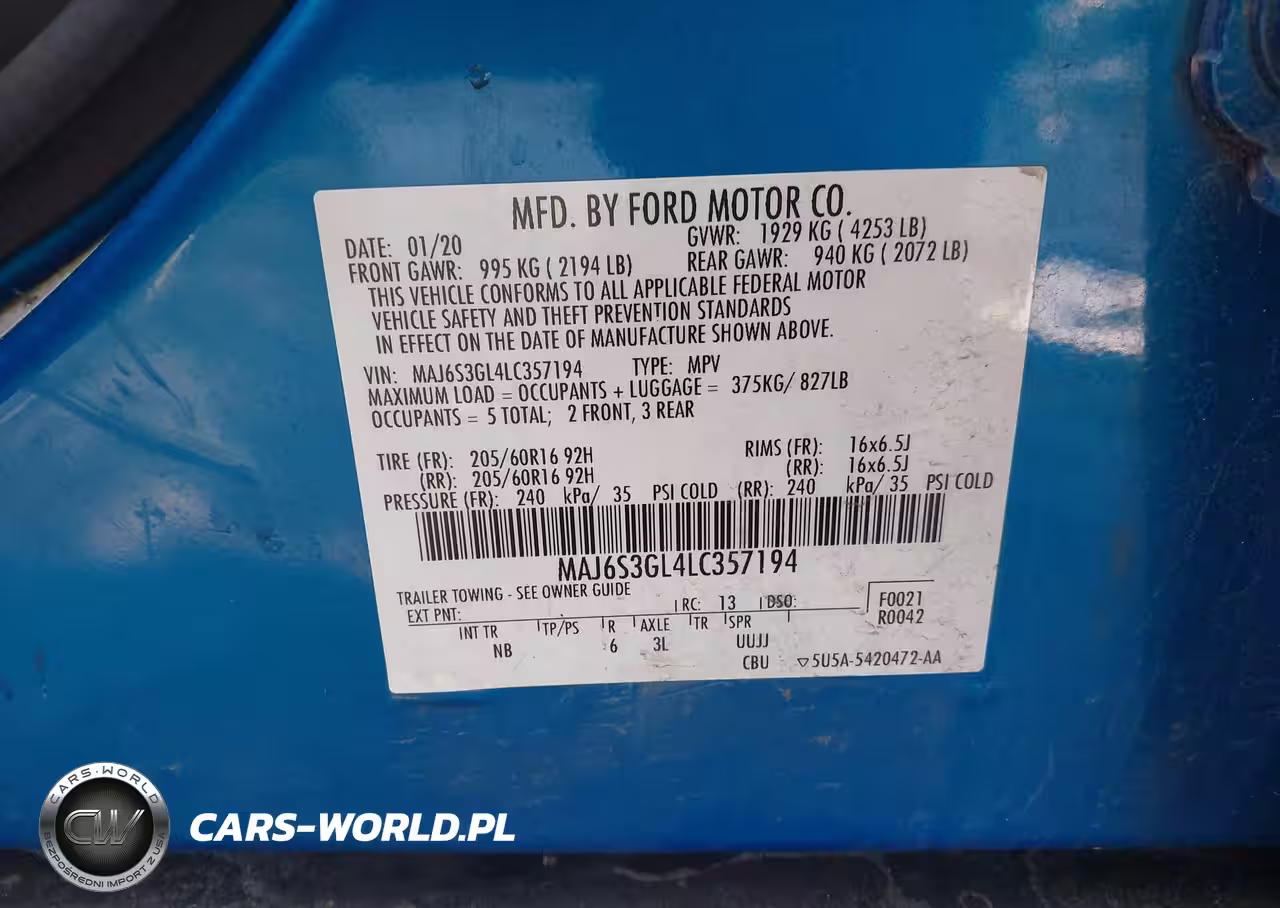 MFD. BY FORD MOTOR CO.
DATE: 01/20 GVWR: 1929 KG ( 4253 LB)
FRONT GAWR: 995 KG ( 2194 LB) REAR GAWR: 940 KG ( 2072 LB)
THIS VEHICLE CONFORMS TO ALL APPLICABLE FEDERAL MOTOR
VEHICLE SAFETY AND THEFT PREVENTION STANDARDS
IN EFFECT ON THE DATE OF MANUFACTURE SHOWN ABOVE.
VIN: MAJ6S3GL4LC357194 TYPE: MPV
MAXIMUM LOAD = OCCUPANTS + LUGGAGE = 375KG/ 827LB
OCCUPANTS = 5 TOTAL; 2 FRONT, 3 REAR
TIRE (FR): 205/60R16 92H RIMS (FR): 16x6.5J
(RR): 205/60R16 92H (RR): 16x6.5J
PRESSURE (FR): 240 kPa/ 35 PSI COLD (RR): 240 kPa/ 35 PSI COLD
MAJ6S3GL4LC357194
TRAILER TOWING - SEE OWNER GUIDE
EXT PNT: RC: 13 DSO: F0021
R0042
INT TR TP/PS R AXLE TR SPR
NB 6 3L UUJJ
CBU ▽5U5A-5420472-AA
CARS-WORLD
CW
BEZPOŚREDNI IMPORT Z USA
CARS-WORLD.PL